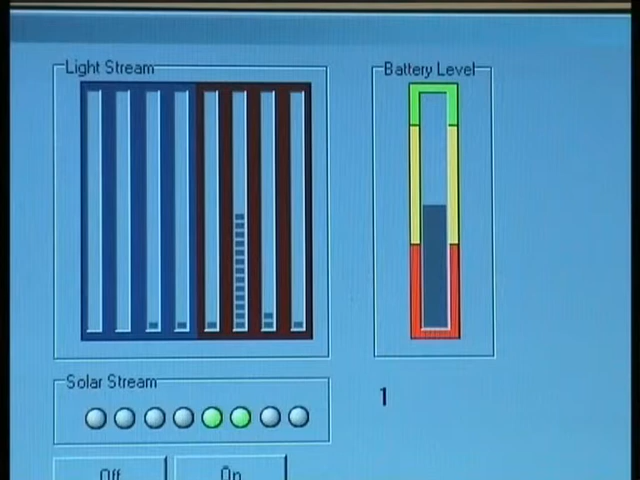 Light Stream
Battery Level
Solar Stream
1
Off
On